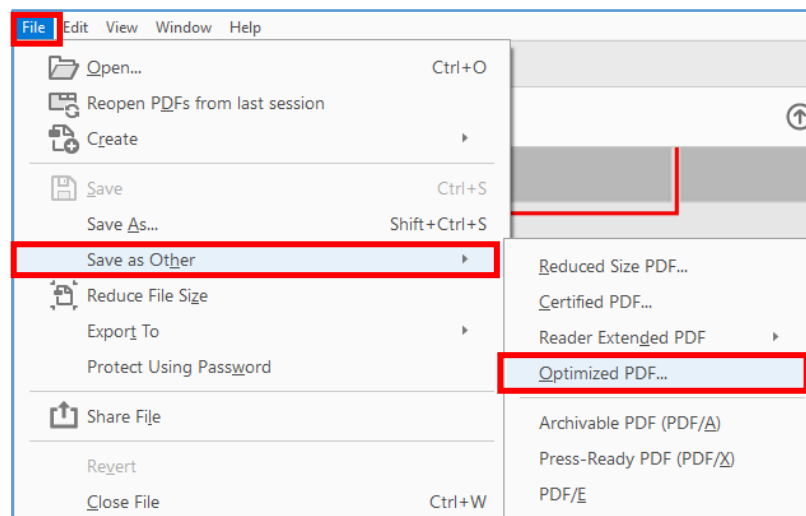 File Edit View Window Help
Open... Ctrl+O
Reopen PDFs from last session
Create
Save Ctrl+S
Save As... Shift+Ctrl+S
Save as Other
Reduce File Size
Export To
Protect Using Password
Share File
Revert
Close File Ctrl+W
Reduced Size PDF...
Certified PDF...
Reader Extended PDF
Optimized PDF...
Archivable PDF (PDF/A)
Press-Ready PDF (PDF/X)
PDF/E